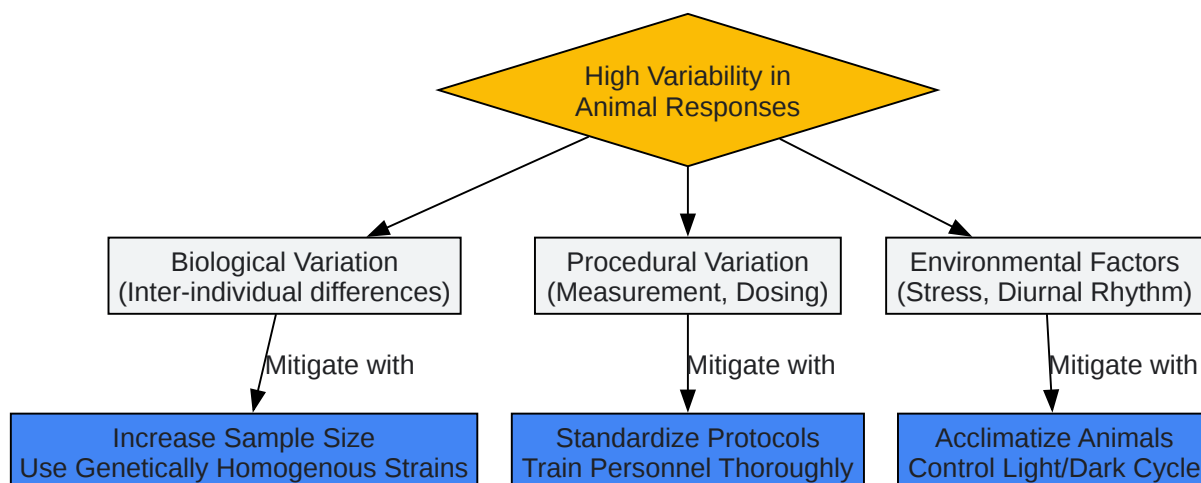 High Variability in
Animal Responses
Biological Variation
(Inter-individual differences)
Procedural Variation
(Measurement, Dosing)
Environmental Factors
(Stress, Diurnal Rhythm)
Mitigate with
Mitigate with
Mitigate with
Increase Sample Size
Use Genetically Homogenous Strains
Standardize Protocols
Train Personnel Thoroughly
Acclimatize Animals
Control Light/Dark Cycle